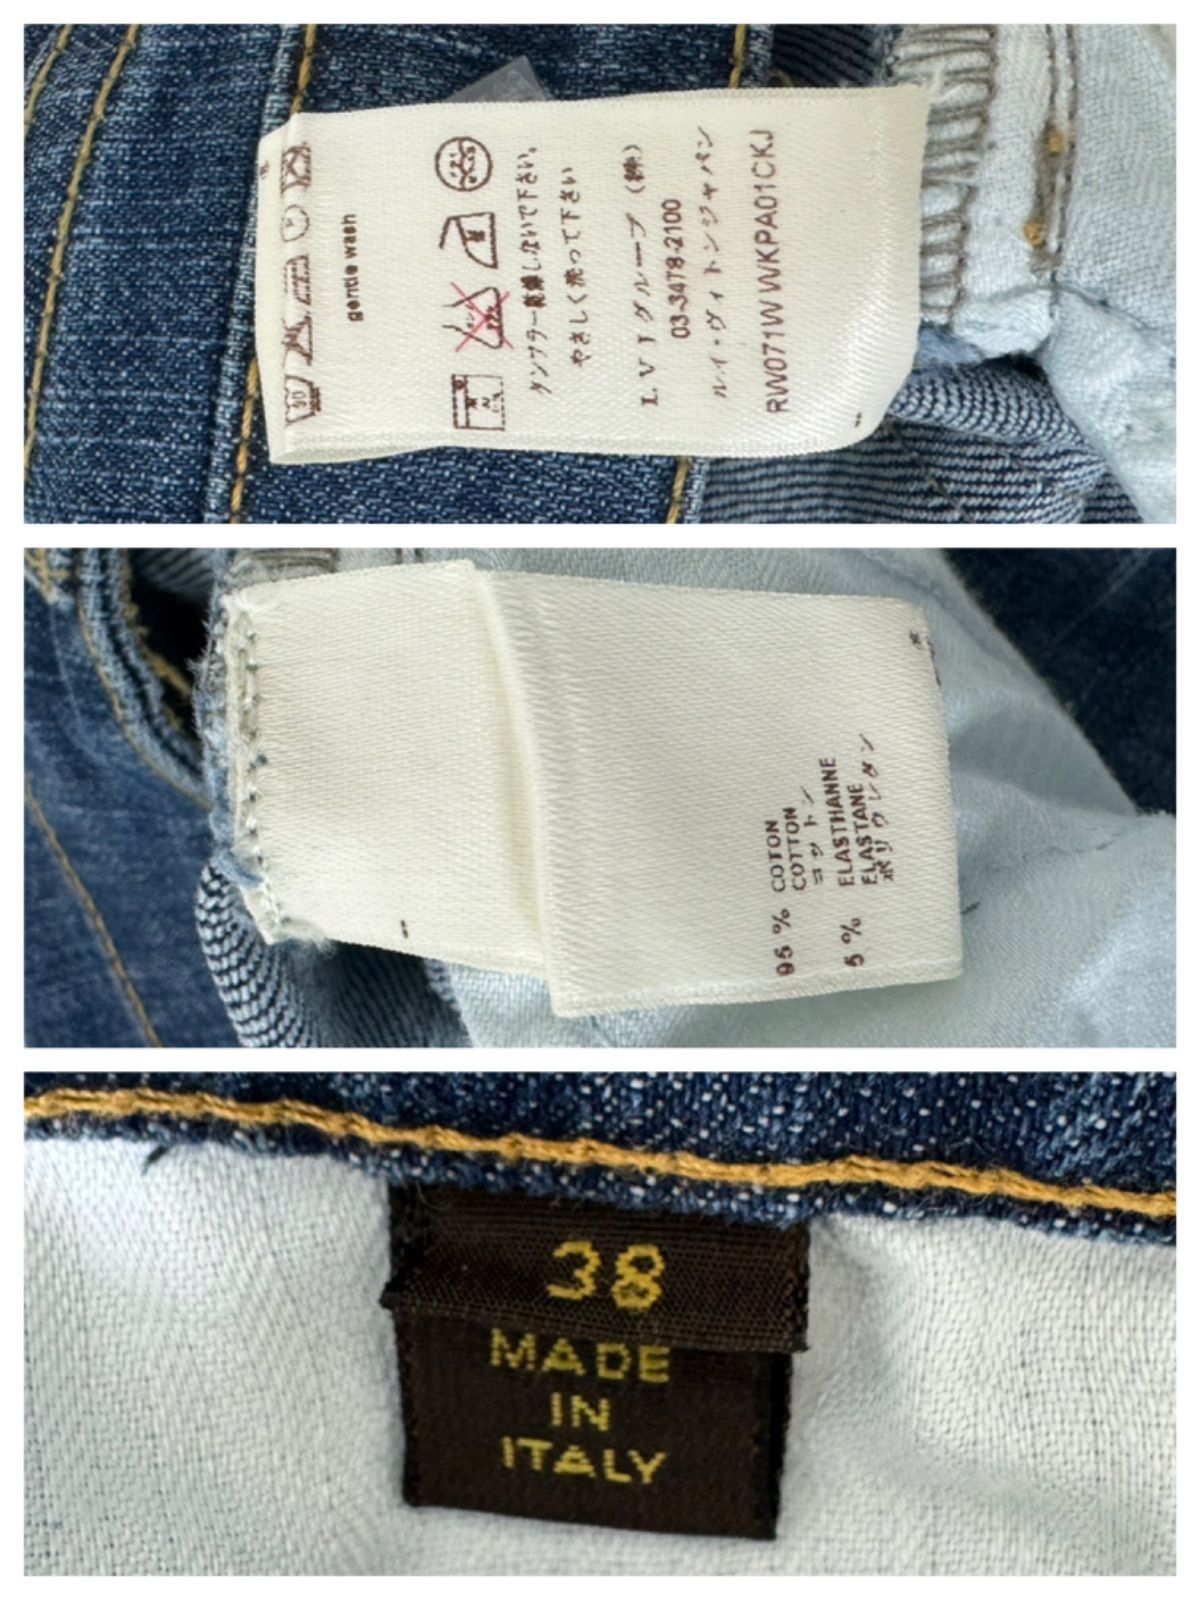 gentle wash
タンブラー乾燥しないで下さい。
やさしく洗って下さい
LVJグループ(株)
03-3478-2100
ルイ・ヴィトンジャパン
RW071W WKPA01CKJ
95 % COTON
COTTON
コットン
5 % ELASTHANNE
ELASTANE
ポリウレタン
38
MADE
IN
ITALY